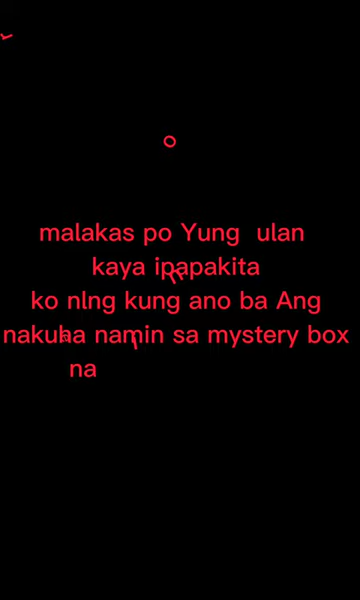 malakas po Yung ulan
kaya ipapakita
ko nlng kung ano ba Ang
nakuha namin sa mystery box
na